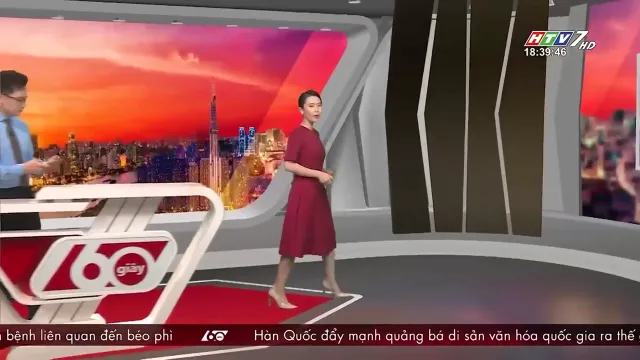 HTV7 HD
18:39:46
60 giây
n bệnh liên quan đến béo phì 60 Hàn Quốc đẩy mạnh quảng bá di sản văn hóa quốc gia ra thế